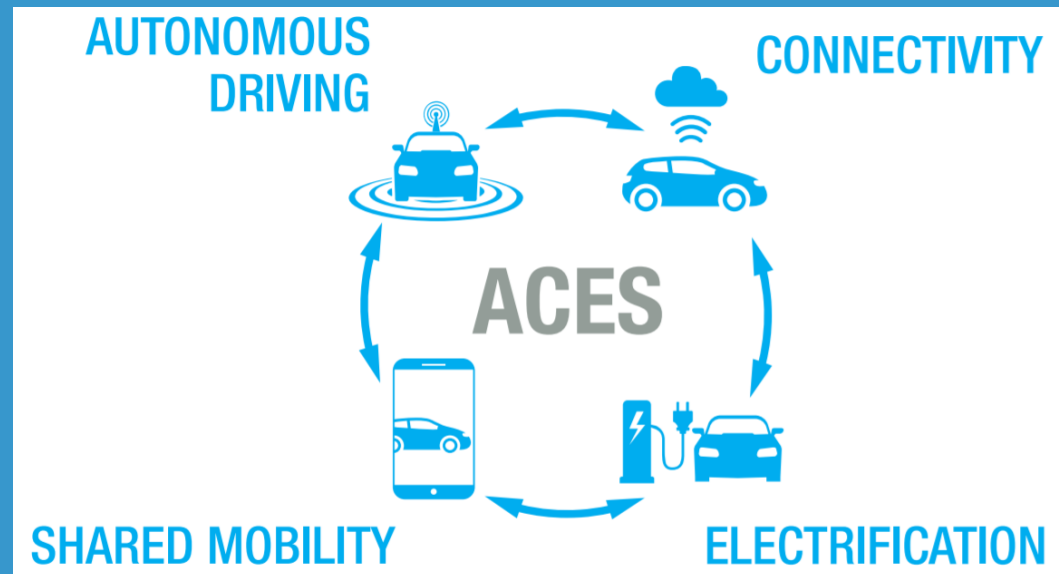 AUTONOMOUS
DRIVING
CONNECTIVITY
ACES
SHARED MOBILITY
ELECTRIFICATION